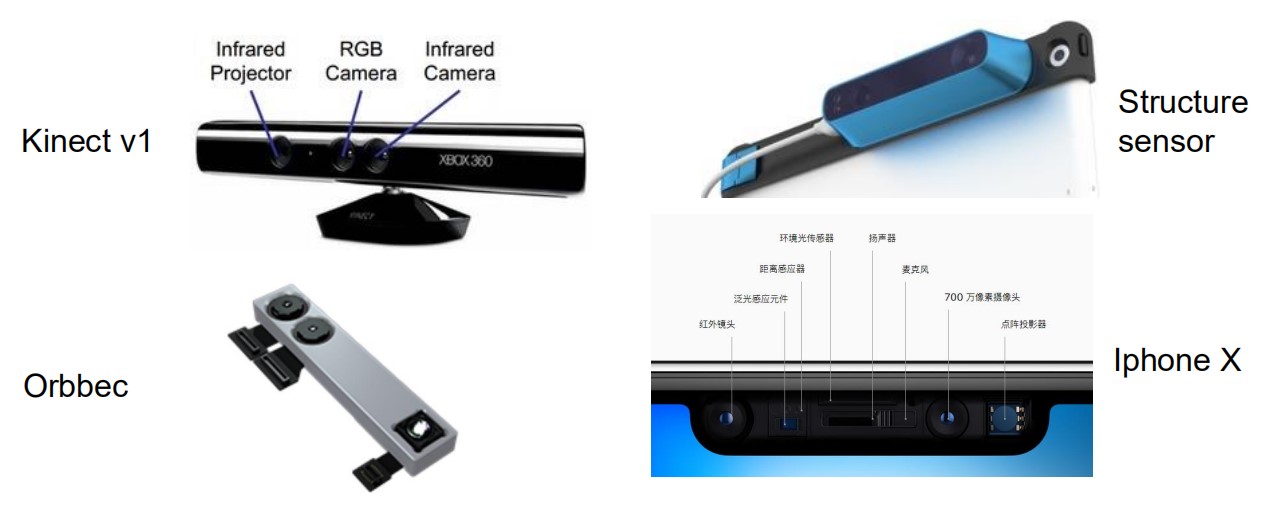 Infrared
Projector
RGB
Camera
Infrared
Camera
Kinect v1
XBOX 360
KINECT
Structure
sensor
环境光传感器
扬声器
距离感应器
麦克风
泛光感应元件
700 万像素摄像头
红外镜头
点阵投影器
Orbbec
Iphone X